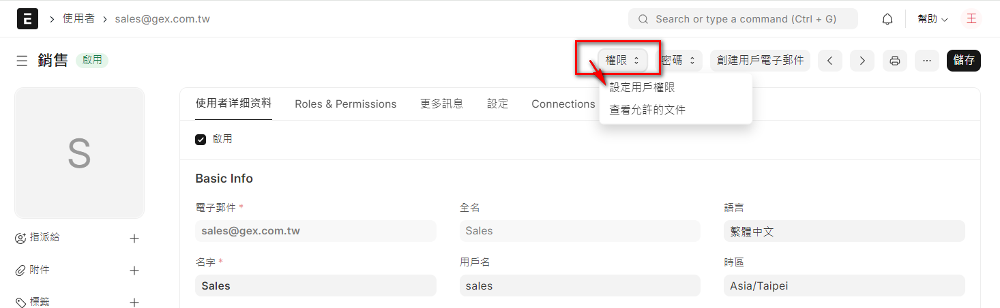 E > 使用者 > sales@gex.com.tw Search or type a command (Ctrl + G) 幫助 王
銷售 啟用 權限 密碼 創建用戶電子郵件 ... 儲存
設定用戶權限
查看允許的文件
使用者详细资料 Roles & Permissions 更多訊息 設定 Connections
啟用
S
Basic Info
電子郵件 * 全名 語言
sales@gex.com.tw Sales 繁體中文
名字 * 用戶名 時區
Sales sales Asia/Taipei
指派給 +
附件 +
標籤 +